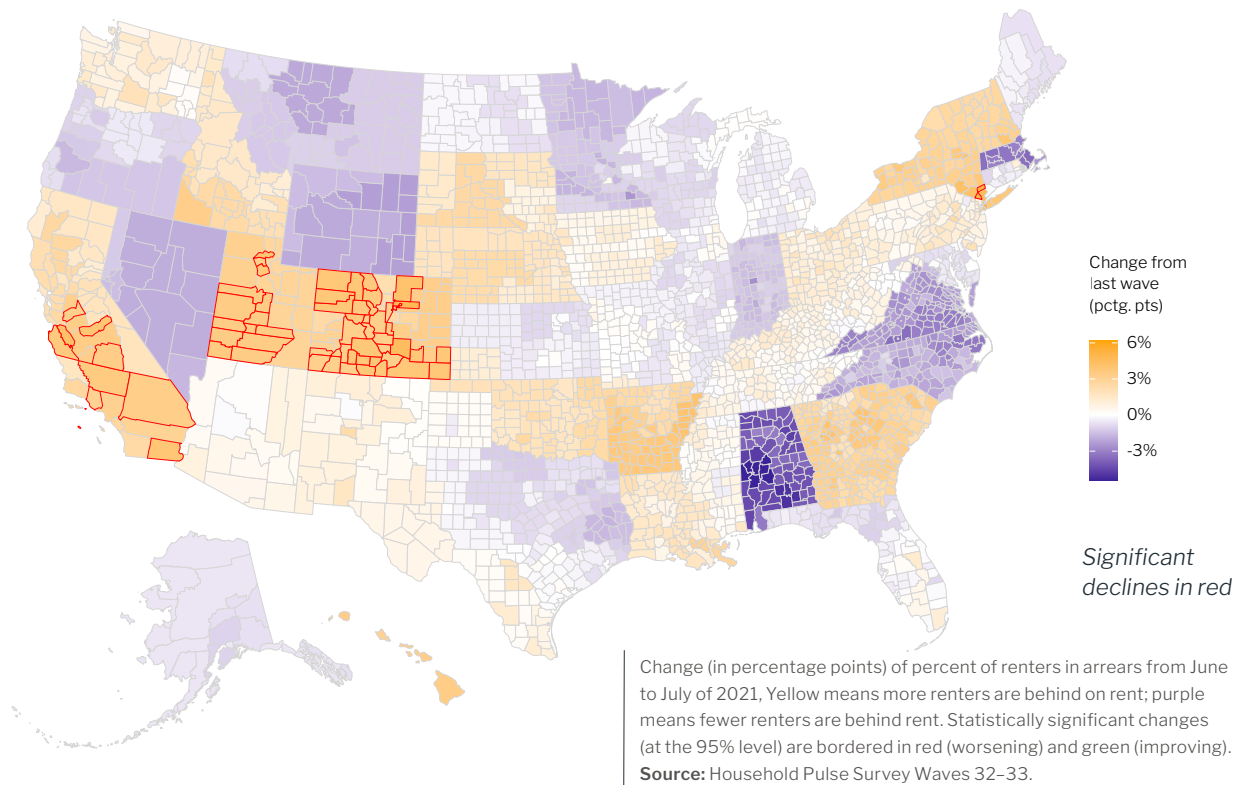 Change from
last wave
(pctg. pts)
6%
3%
0%
-3%
Significant
declines in red
Change (in percentage points) of percent of renters in arrears from June
to July of 2021, Yellow means more renters are behind on rent; purple
means fewer renters are behind rent. Statistically significant changes
(at the 95% level) are bordered in red (worsening) and green (improving).
Source: Household Pulse Survey Waves 32–33.